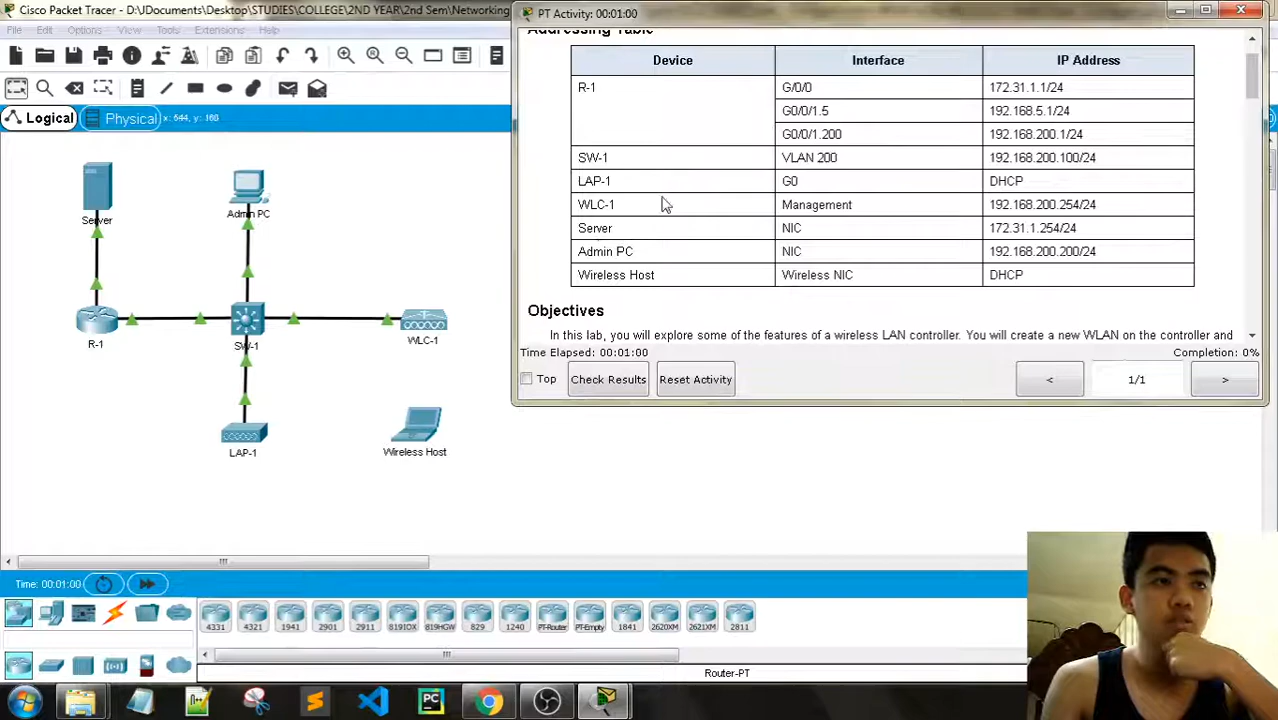 Cisco Packet Tracer - D:\JDocuments\Desktop\STUDIES\COLLEGE\2ND YEAR\2nd Sem\Networking
File Edit Options View Tools Extensions Help
Logical Physical x: 644, y: 168
Server
Admin PC
R-1
SW-1
WLC-1
LAP-1
Wireless Host
PT Activity: 00:01:00
Addressing Table
Device Interface IP Address
R-1 G/0/0 172.31.1.1/24
G0/0/1.5 192.168.5.1/24
G0/0/1.200 192.168.200.1/24
SW-1 VLAN 200 192.168.200.100/24
LAP-1 G0 DHCP
WLC-1 Management 192.168.200.254/24
Server NIC 172.31.1.254/24
Admin PC NIC 192.168.200.200/24
Wireless Host Wireless NIC DHCP
Objectives
In this lab, you will explore some of the features of a wireless LAN controller. You will create a new WLAN on the controller and
Time Elapsed: 00:01:00 Completion: 0%
Top Check Results Reset Activity < 1/1 >
Time: 00:01:00
4331 4321 1941 2901 2911 819IOX 819HGW 829 1240 PT-Router PT-Empty 1841 2620XM 2621XM 2811
Router-PT
PC